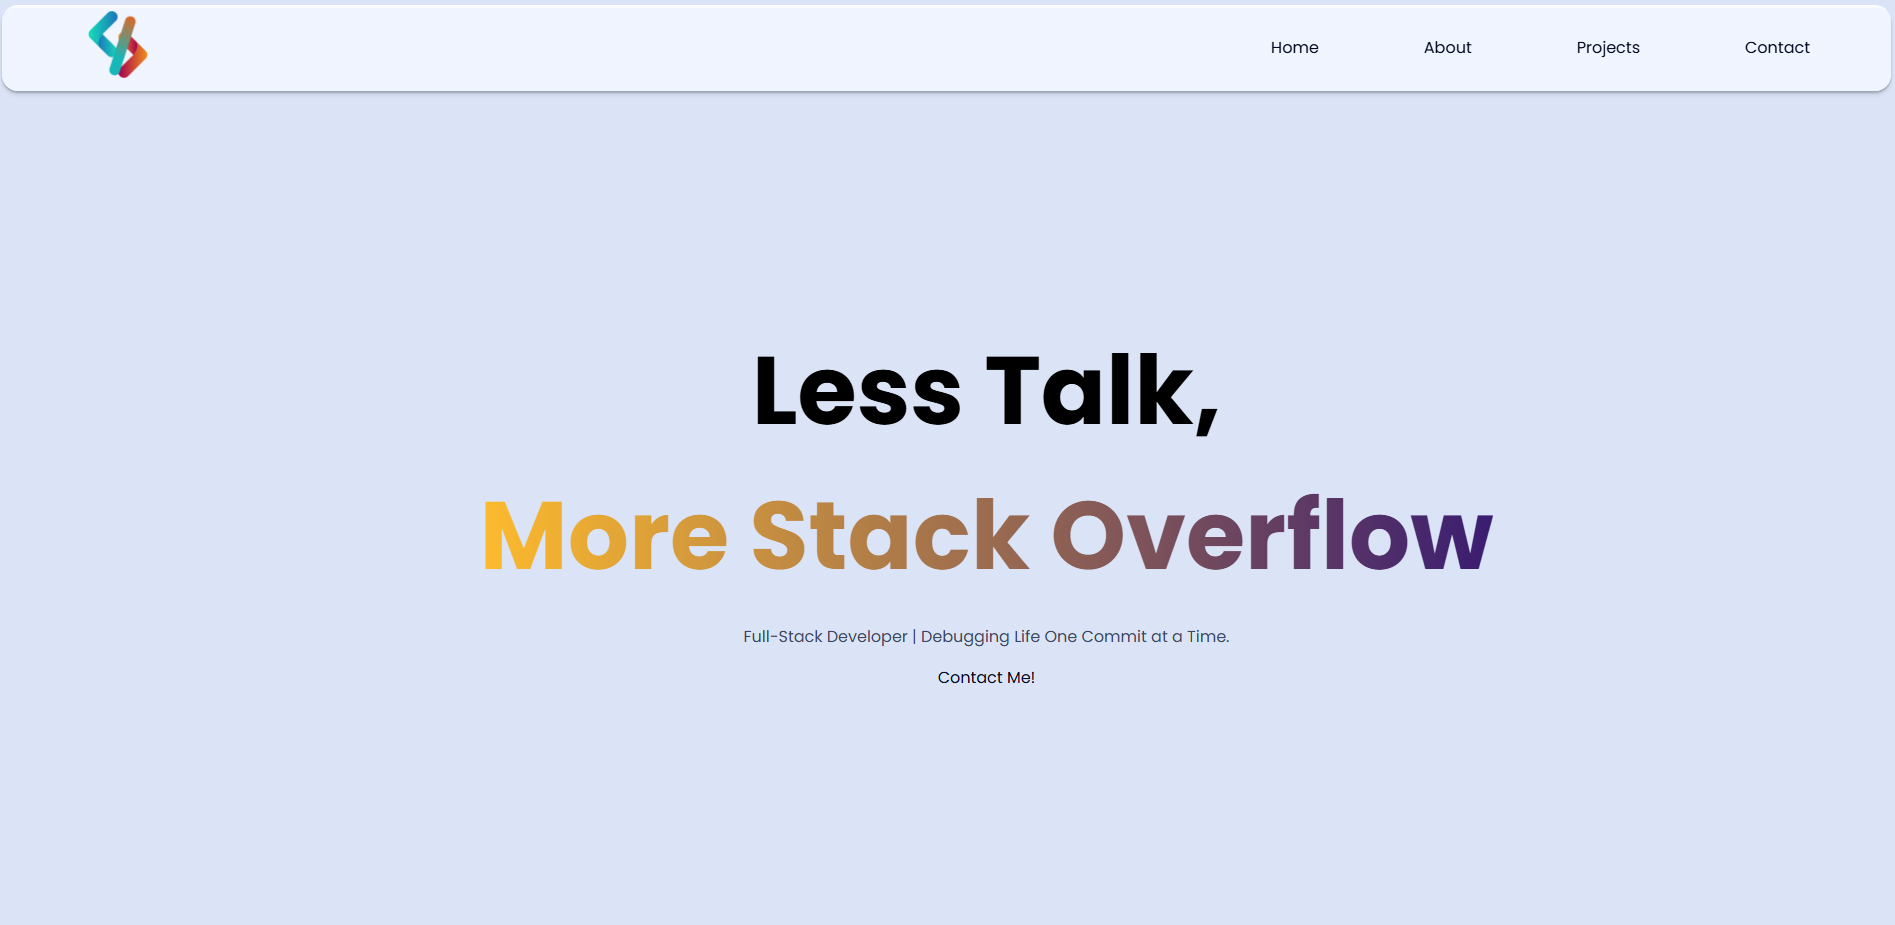 Home About Projects Contact
Less Talk,
More Stack Overflow
Full-Stack Developer | Debugging Life One Commit at a Time.
Contact Me!